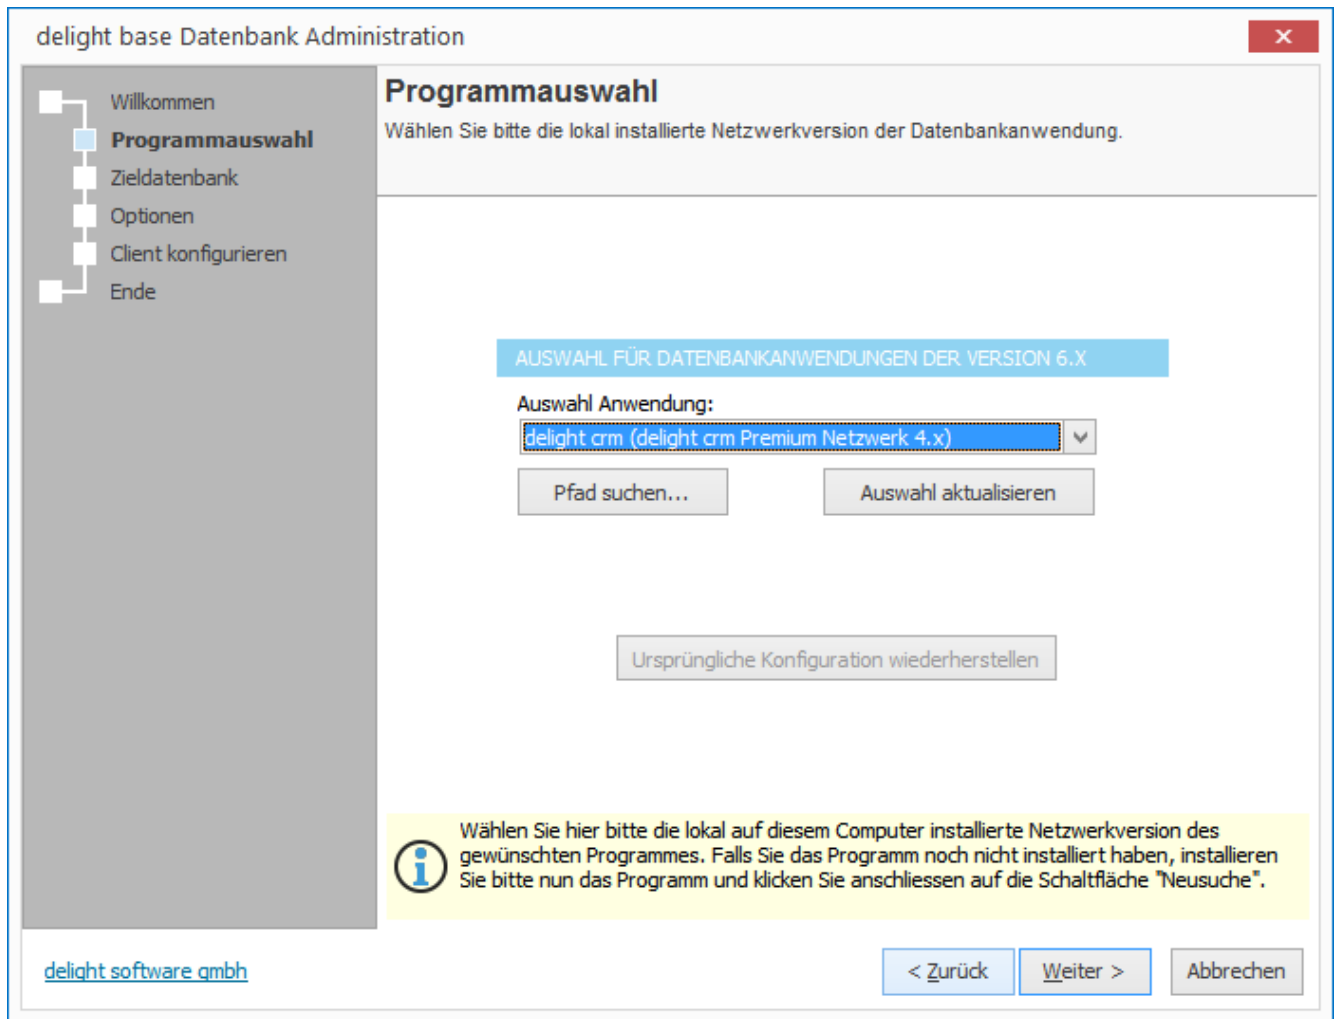 delight base Datenbank Administration
Willkommen
Programmauswahl
Zieldatenbank
Optionen
Client konfigurieren
Ende
Programmauswahl
Wählen Sie bitte die lokal installierte Netzwerkversion der Datenbankanwendung.
AUSWAHL FÜR DATENBANKANWENDUNGEN DER VERSION 6.X
Auswahl Anwendung:
delight crm (delight crm Premium Netzwerk 4.x)
Pfad suchen...
Auswahl aktualisieren
Ursprüngliche Konfiguration wiederherstellen
Wählen Sie hier bitte die lokal auf diesem Computer installierte Netzwerkversion des
gewünschten Programmes. Falls Sie das Programm noch nicht installiert haben, installieren
Sie bitte nun das Programm und klicken Sie anschliessen auf die Schaltfläche "Neusuche".
delight software gmbh
< Zurück
Weiter >
Abbrechen